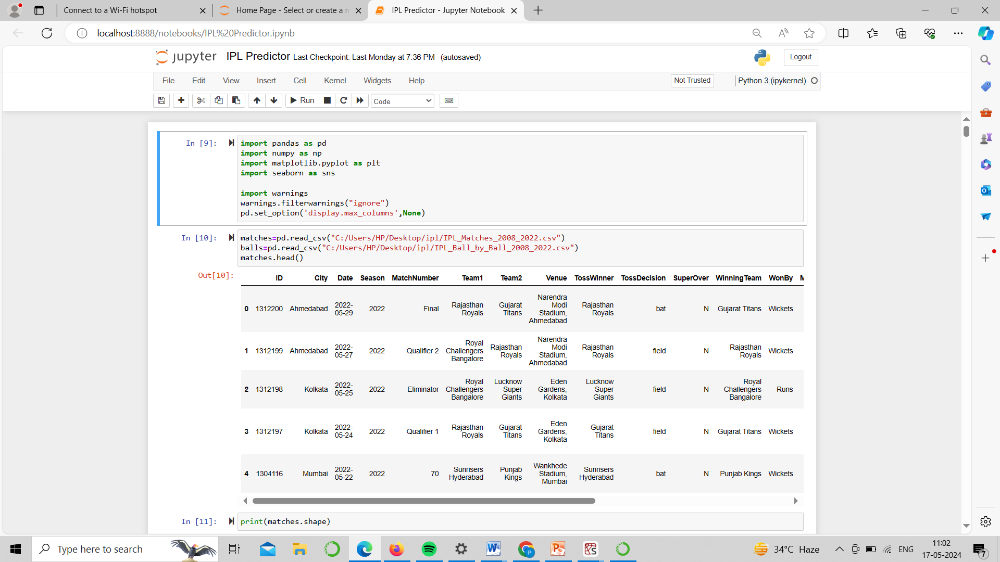 Connect to a Wi-Fi hotspot
Home Page - Select or create a n
IPL Predictor - Jupyter Notebook
localhost:8888/notebooks/IPL%20Predictor.ipynb
jupyter IPL Predictor Last Checkpoint: Last Monday at 7:36 PM (autosaved)
Logout
File Edit View Insert Cell Kernel Widgets Help
Not Trusted
Python 3 (ipykernel)
Run
Code
In [9]:
import pandas as pd
import numpy as np
import matplotlib.pyplot as plt
import seaborn as sns
import warnings
warnings.filterwarnings("ignore")
pd.set_option('display.max_columns',None)
In [10]:
matches=pd.read_csv("C:/Users/HP/Desktop/ipl/IPL_Matches_2008_2022.csv")
balls=pd.read_csv("C:/Users/HP/Desktop/ipl/IPL_Ball_by_Ball_2008_2022.csv")
matches.head()
Out[10]:
ID City Date Season MatchNumber Team1 Team2 Venue TossWinner TossDecision SuperOver WinningTeam WonBy M
0 1312200 Ahmedabad 2022-05-29 2022 Final Rajasthan Royals Gujarat Titans Narendra Modi Stadium, Ahmedabad Rajasthan Royals bat N Gujarat Titans Wickets
1 1312199 Ahmedabad 2022-05-27 2022 Qualifier 2 Royal Challengers Bangalore Rajasthan Royals Narendra Modi Stadium, Ahmedabad Rajasthan Royals field N Rajasthan Royals Wickets
2 1312198 Kolkata 2022-05-25 2022 Eliminator Royal Challengers Bangalore Lucknow Super Giants Eden Gardens, Kolkata Lucknow Super Giants field N Royal Challengers Bangalore Runs
3 1312197 Kolkata 2022-05-24 2022 Qualifier 1 Rajasthan Royals Gujarat Titans Eden Gardens, Kolkata Gujarat Titans field N Gujarat Titans Wickets
4 1304116 Mumbai 2022-05-22 2022 70 Sunrisers Hyderabad Punjab Kings Wankhede Stadium, Mumbai Sunrisers Hyderabad bat N Punjab Kings Wickets
In [11]:
print(matches.shape)
Type here to search
34°C Haze
ENG
11:02
17-05-2024
7